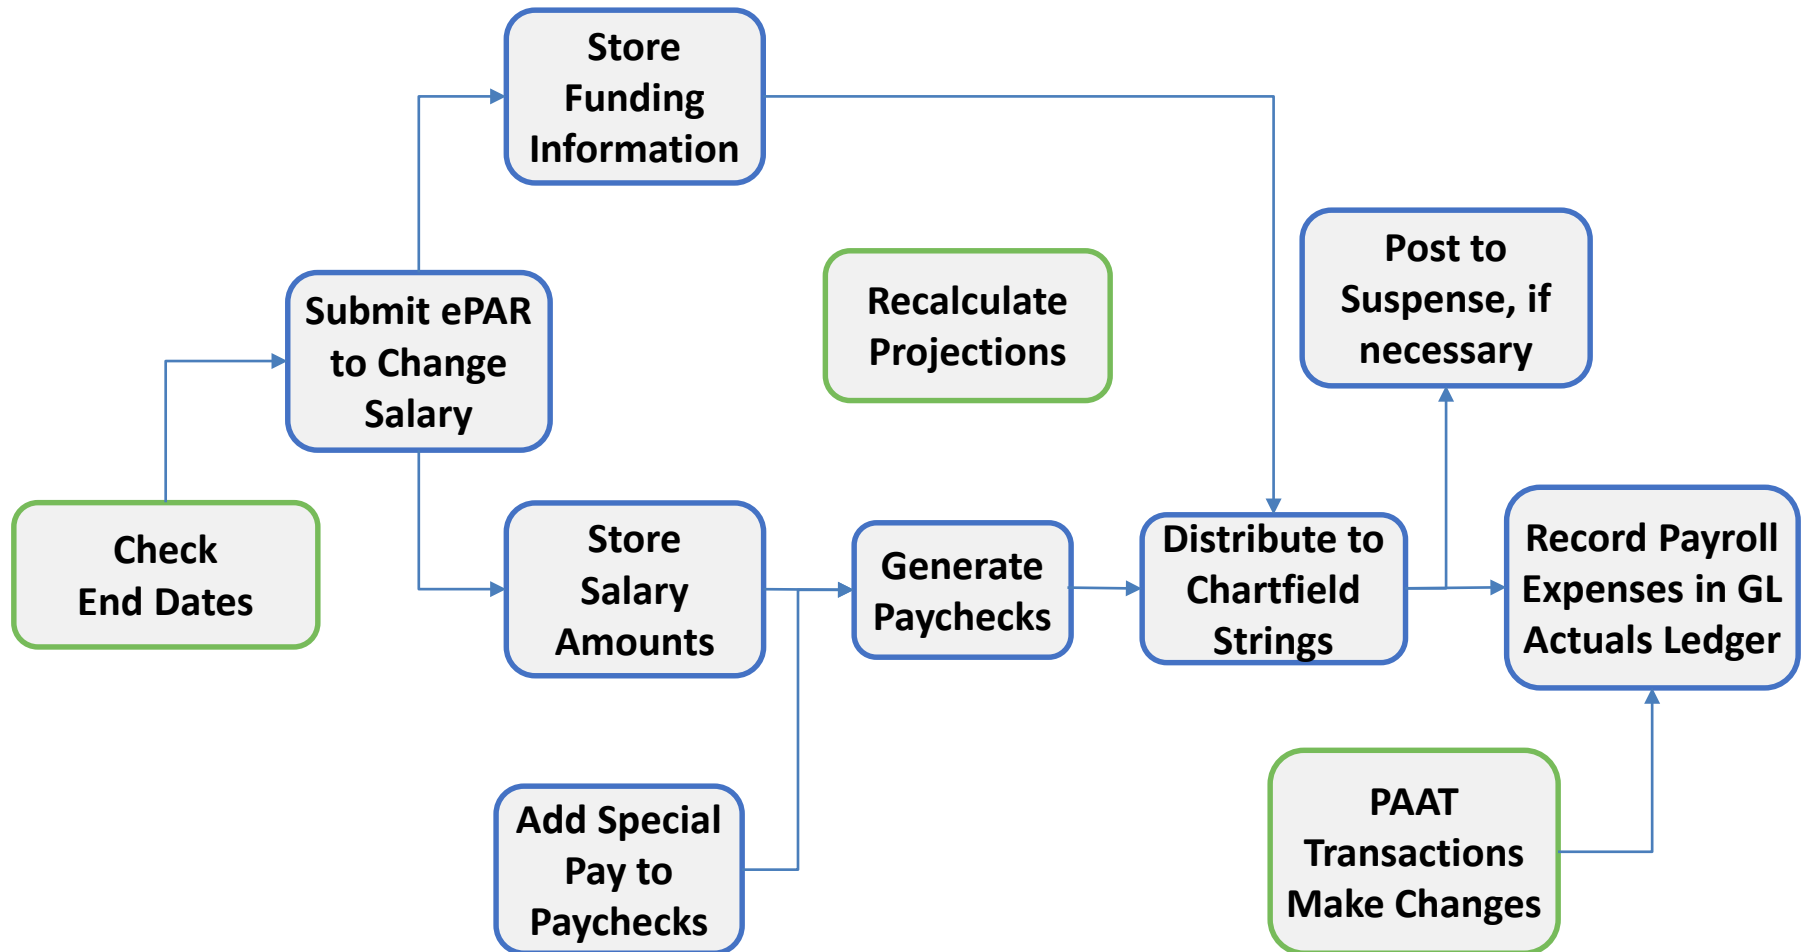 Store
Funding
Information
Post to
Suspense, if
necessary
Recalculate
Projections
Submit ePAR
to Change
Salary
Check
End Dates
Store
Salary
Amounts
Generate
Paychecks
Distribute to
Chartfield
Strings
Record Payroll
Expenses in GL
Actuals Ledger
Add Special
Pay to
Paychecks
PAAT
Transactions
Make Changes